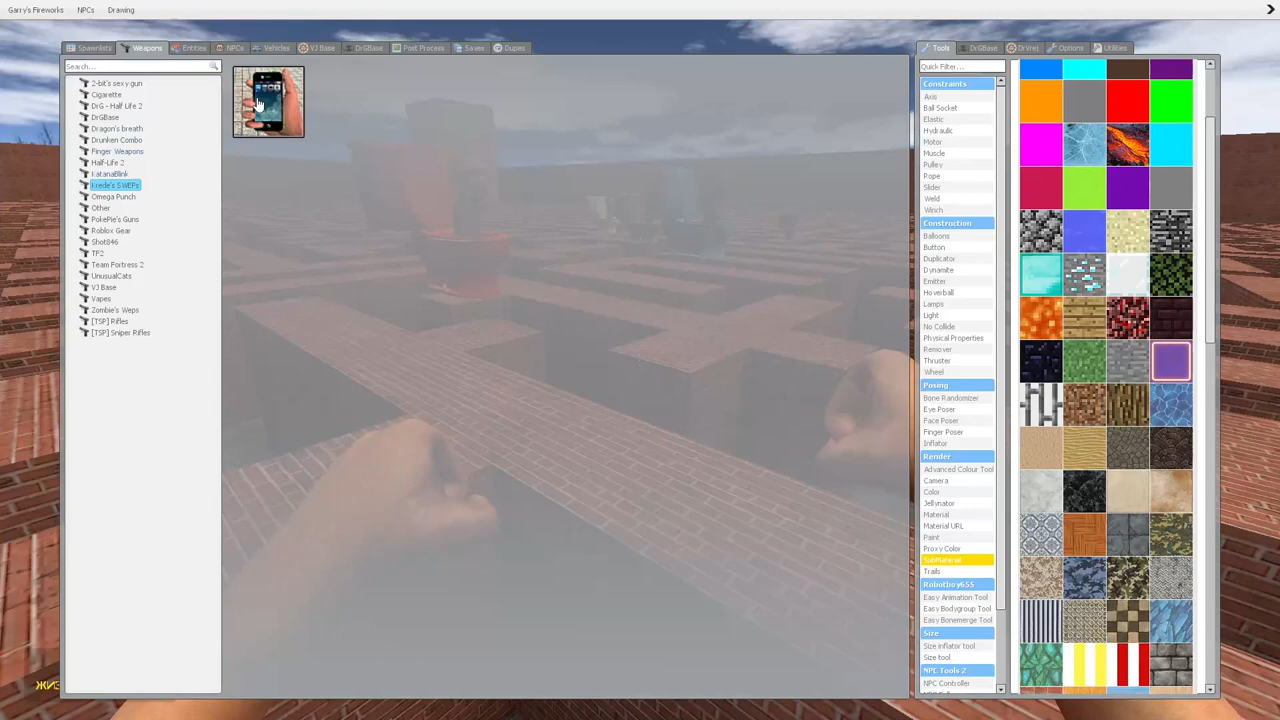 Garry's Fireworks NPCs Drawing
Spawnlists Weapons Entities NPCs Vehicles VJ Base DrGBase Post Process Saves Dupes
Search...
2-bit's sexy gun
Cigarette
DrG - Half Life 2
DrGBase
Dragon's breath
Drunken Combo
Finger Weapons
Half-Life 2
KatanaBlink
Krede's SWEPs
Omega Punch
Other
PokePie's Guns
Roblox Gear
Shot846
TF2
Team Fortress 2
UnusualCats
VJ Base
Vapes
Zombie's Weps
[TSP] Rifles
[TSP] Sniper Rifles
Tools DrGBase DrVrej Options Utilities
Quick Filter...
Constraints
Axis
Ball Socket
Elastic
Hydraulic
Motor
Muscle
Pulley
Rope
Slider
Weld
Winch
Construction
Balloons
Button
Duplicator
Dynamite
Emitter
Hoverball
Lamps
Light
No Collide
Physical Properties
Remover
Thruster
Wheel
Posing
Bone Randomizer
Eye Poser
Face Poser
Finger Poser
Inflator
Render
Advanced Colour Tool
Camera
Color
Jellynator
Material
Material URL
Paint
Proxy Color
SubMaterial
Trails
Robotboy655
Easy Animation Tool
Easy Bodygroup Tool
Easy Bonemerge Tool
Size
Size inflator tool
Size tool
NPC Tools 2
NPC Controller
ЖИЗ